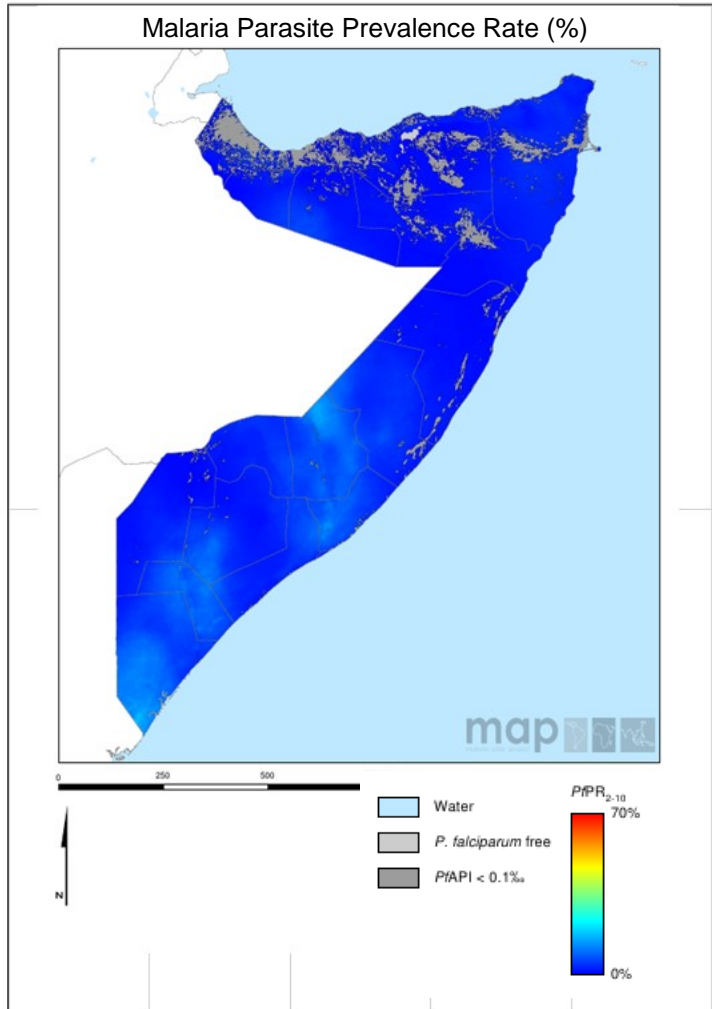 Malaria Parasite Prevalence Rate (%)
map
0 250 500
N
Water
P. falciparum free
PfAPI < 0.1‰
PfPR2-10
70%
0%